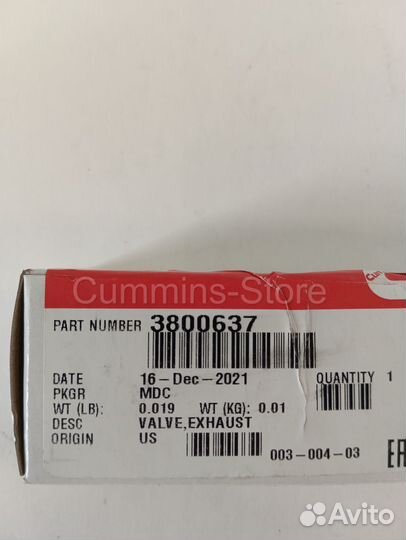 Cummins-Store
PART NUMBER 3800637
DATE 16-Dec-2021 QUANTITY 1
PKGR MDC
WT (LB): 0.019 WT (KG): 0.01
DESC VALVE,EXHAUST
ORIGIN US
003-004-03
Avito